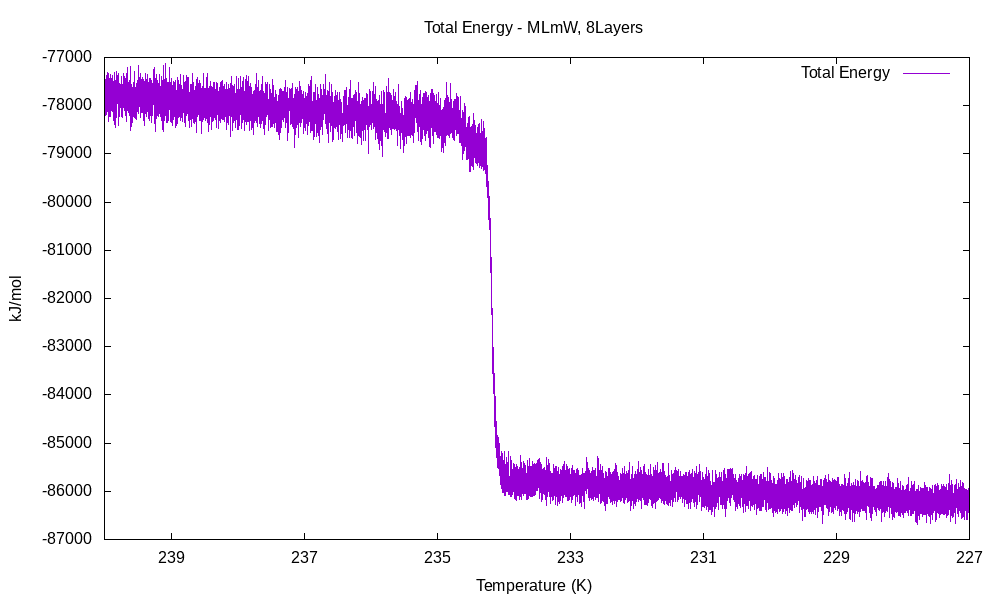 Total Energy - MLmW, 8Layers
Total Energy
-77000
-78000
-79000
-80000
-81000
-82000
-83000
-84000
-85000
-86000
-87000
kJ/mol
239 237 235 233 231 229 227
Temperature (K)